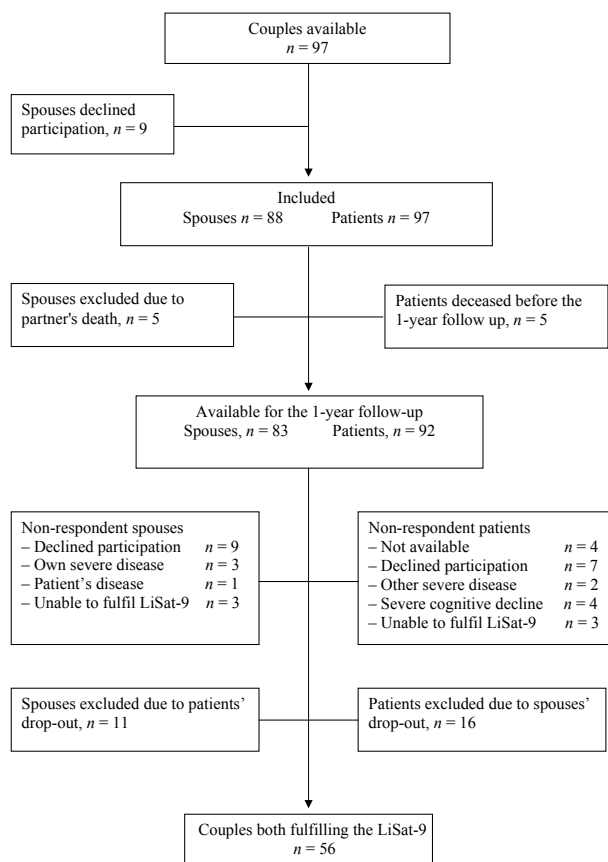 Couples available
n = 97
Spouses declined
participation, n = 9
Included
Spouses n = 88 Patients n = 97
Spouses excluded due to
partner's death, n = 5
Patients deceased before the
1-year follow up, n = 5
Available for the 1-year follow-up
Spouses, n = 83 Patients, n = 92
Non-respondent spouses
– Declined participation n = 9
– Own severe disease n = 3
– Patient’s disease n = 1
– Unable to fulfil LiSat-9 n = 3
Non-respondent patients
– Not available n = 4
– Declined participation n = 7
– Other severe disease n = 2
– Severe cognitive decline n = 4
– Unable to fulfil LiSat-9 n = 3
Spouses excluded due to patients’
drop-out, n = 11
Patients excluded due to spouses’
drop-out, n = 16
Couples both fulfilling the LiSat-9
n = 56